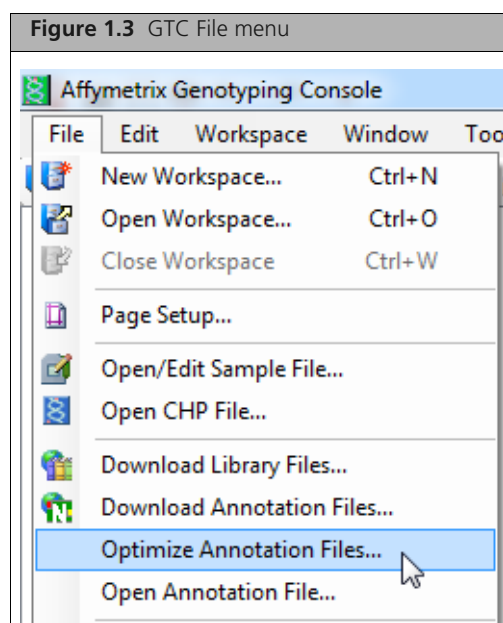 Figure 1.3 GTC File menu
Affymetrix Genotyping Console
File Edit Workspace Window Too
New Workspace... Ctrl+N
Open Workspace... Ctrl+O
Close Workspace Ctrl+W
Page Setup...
Open/Edit Sample File...
Open CHP File...
Download Library Files...
Download Annotation Files...
Optimize Annotation Files...
Open Annotation File...